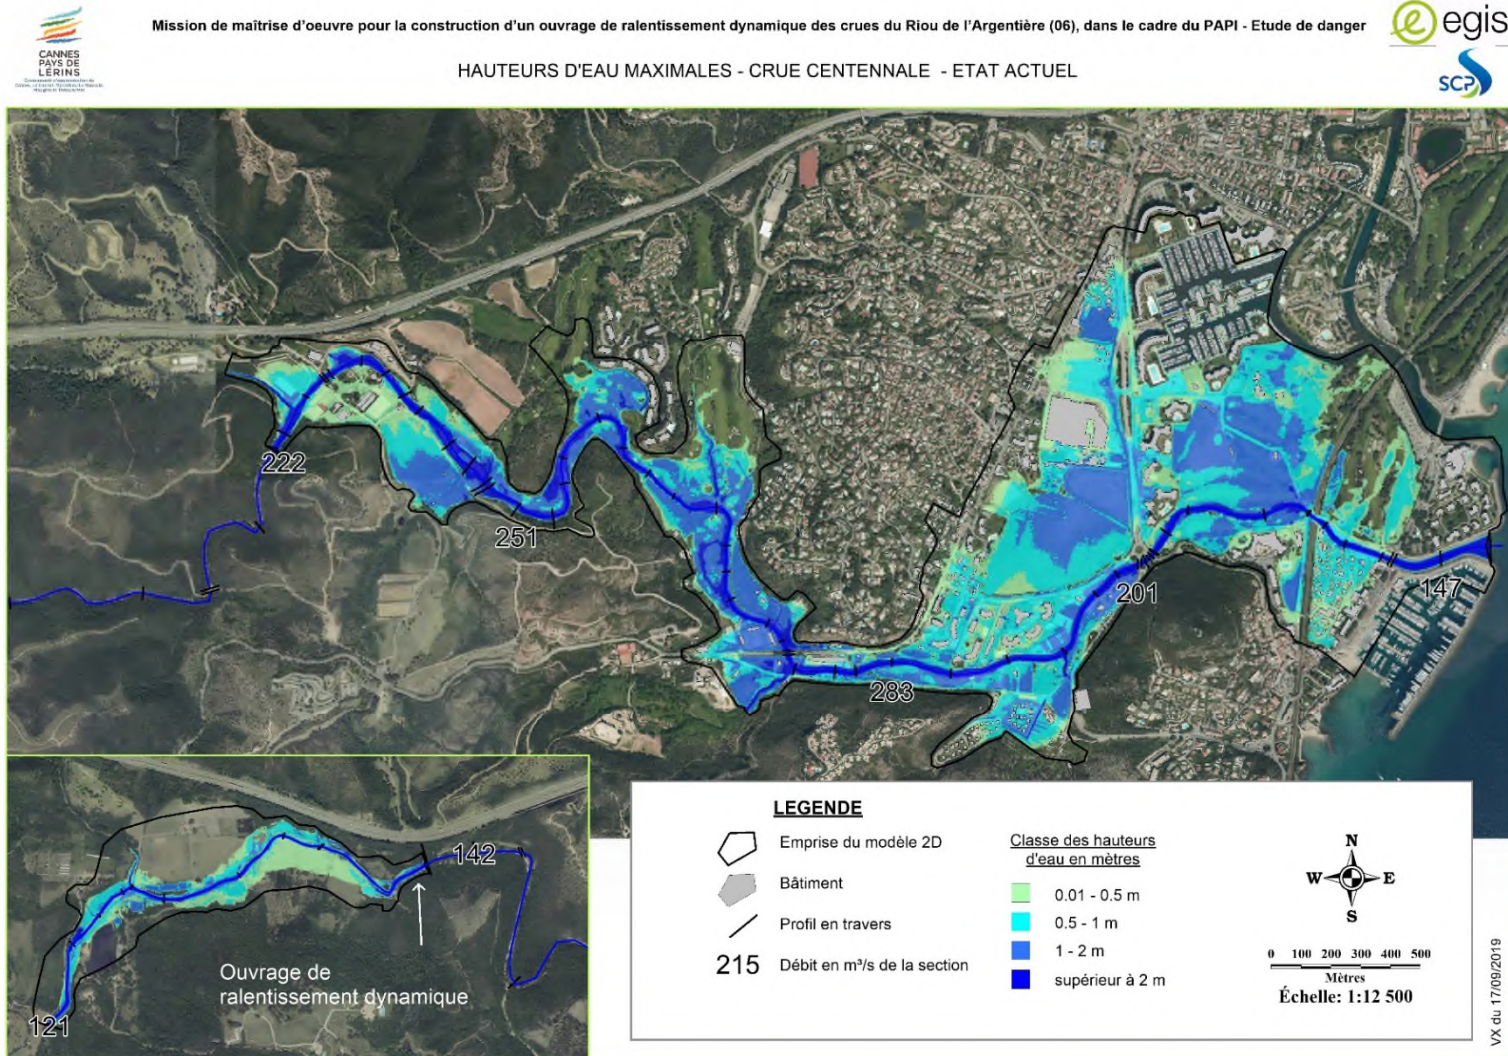 Mission de maîtrise d'oeuvre pour la construction d'un ouvrage de ralentissement dynamique des crues du Riou de l'Argentière (06), dans le cadre du PAPI - Etude de danger
egis
CANNES
PAYS DE
LÉRINS
HAUTEURS D'EAU MAXIMALES - CRUE CENTENNALE - ETAT ACTUEL
SCP
222
251
283
201
147
142
121
Ouvrage de
ralentissement dynamique
LEGENDE
Emprise du modèle 2D
Bâtiment
Profil en travers
215 Débit en m³/s de la section
Classe des hauteurs
d'eau en mètres
0.01 - 0.5 m
0.5 - 1 m
1 - 2 m
supérieur à 2 m
N
W E
S
0 100 200 300 400 500
Mètres
Échelle: 1:12 500
VX du 17/09/2019